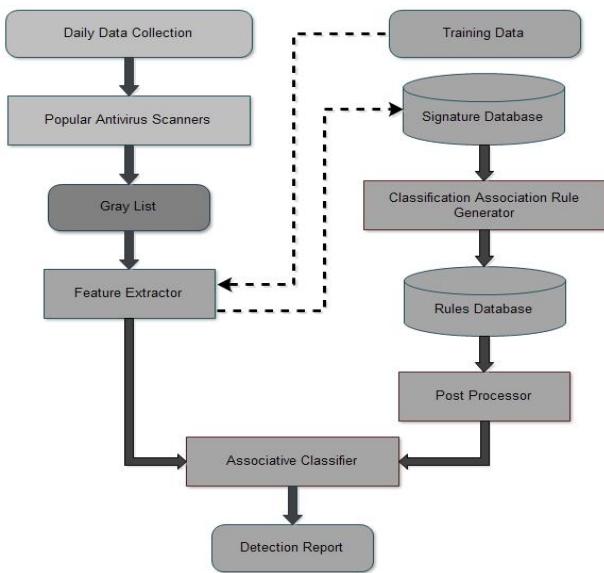 Daily Data Collection
Training Data
Popular Antivirus Scanners
Signature Database
Gray List
Classification Association Rule
Generator
Feature Extractor
Rules Database
Post Processor
Associative Classifier
Detection Report